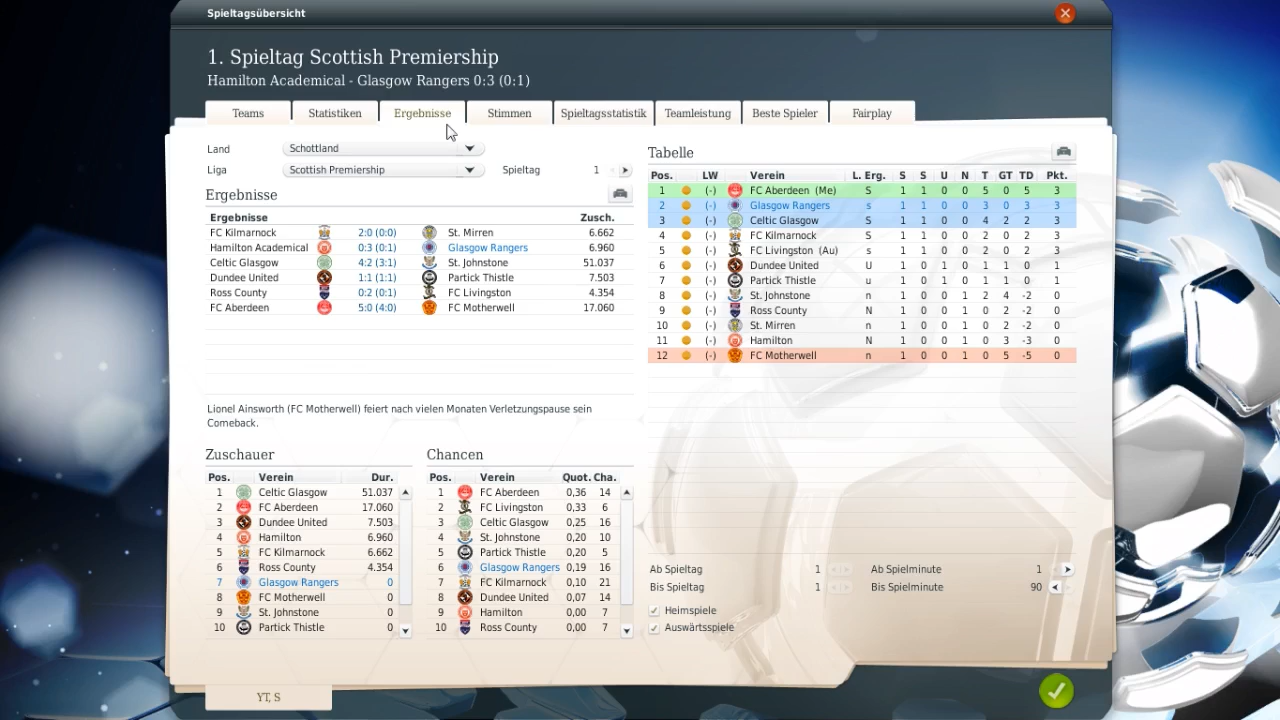 Spieltagsübersicht
1. Spieltag Scottish Premiership
Hamilton Academical - Glasgow Rangers 0:3 (0:1)
Teams Statistiken Ergebnisse Stimmen Spieltagsstatistik Teamleistung Beste Spieler Fairplay
Land Schottland
Liga Scottish Premiership Spieltag 1
Ergebnisse
Ergebnisse Zusch.
FC Kilmarnock 2:0 (0:0) St. Mirren 6.662
Hamilton Academical 0:3 (0:1) Glasgow Rangers 6.960
Celtic Glasgow 4:2 (3:1) St. Johnstone 51.037
Dundee United 1:1 (1:1) Partick Thistle 7.503
Ross County 0:2 (0:1) FC Livingston 4.354
FC Aberdeen 5:0 (4:0) FC Motherwell 17.060
Lionel Ainsworth (FC Motherwell) feiert nach vielen Monaten Verletzungspause sein
Comeback.
Zuschauer
Pos. Verein Dur.
1 Celtic Glasgow 51.037
2 FC Aberdeen 17.060
3 Dundee United 7.503
4 Hamilton 6.960
5 FC Kilmarnock 6.662
6 Ross County 4.354
7 Glasgow Rangers 0
8 FC Motherwell 0
9 St. Johnstone 0
10 Partick Thistle 0
Chancen
Pos. Verein Quot. Cha.
1 FC Aberdeen 0,36 14
2 FC Livingston 0,33 6
3 Celtic Glasgow 0,25 16
4 St. Johnstone 0,20 10
5 Partick Thistle 0,20 5
6 Glasgow Rangers 0,19 16
7 FC Kilmarnock 0,10 21
8 Dundee United 0,07 14
9 Hamilton 0,00 7
10 Ross County 0,00 7
Tabelle
Pos. LW Verein L. Erg. S S U N T GT TD Pkt.
1 (-) FC Aberdeen (Me) S 1 1 0 0 5 0 5 3
2 (-) Glasgow Rangers s 1 1 0 0 3 0 3 3
3 (-) Celtic Glasgow S 1 1 0 0 4 2 2 3
4 (-) FC Kilmarnock S 1 1 0 0 2 0 2 3
5 (-) FC Livingston (Au) s 1 1 0 0 2 0 2 3
6 (-) Dundee United U 1 0 1 0 1 1 0 1
7 (-) Partick Thistle u 1 0 1 0 1 1 0 1
8 (-) St. Johnstone n 1 0 0 1 2 4 -2 0
9 (-) Ross County N 1 0 0 1 0 2 -2 0
10 (-) St. Mirren n 1 0 0 1 0 2 -2 0
11 (-) Hamilton N 1 0 0 1 0 3 -3 0
12 (-) FC Motherwell n 1 0 0 1 0 5 -5 0
Ab Spieltag 1 Ab Spielminute 1
Bis Spieltag 1 Bis Spielminute 90
Heimspiele
Auswärtsspiele
YT, S